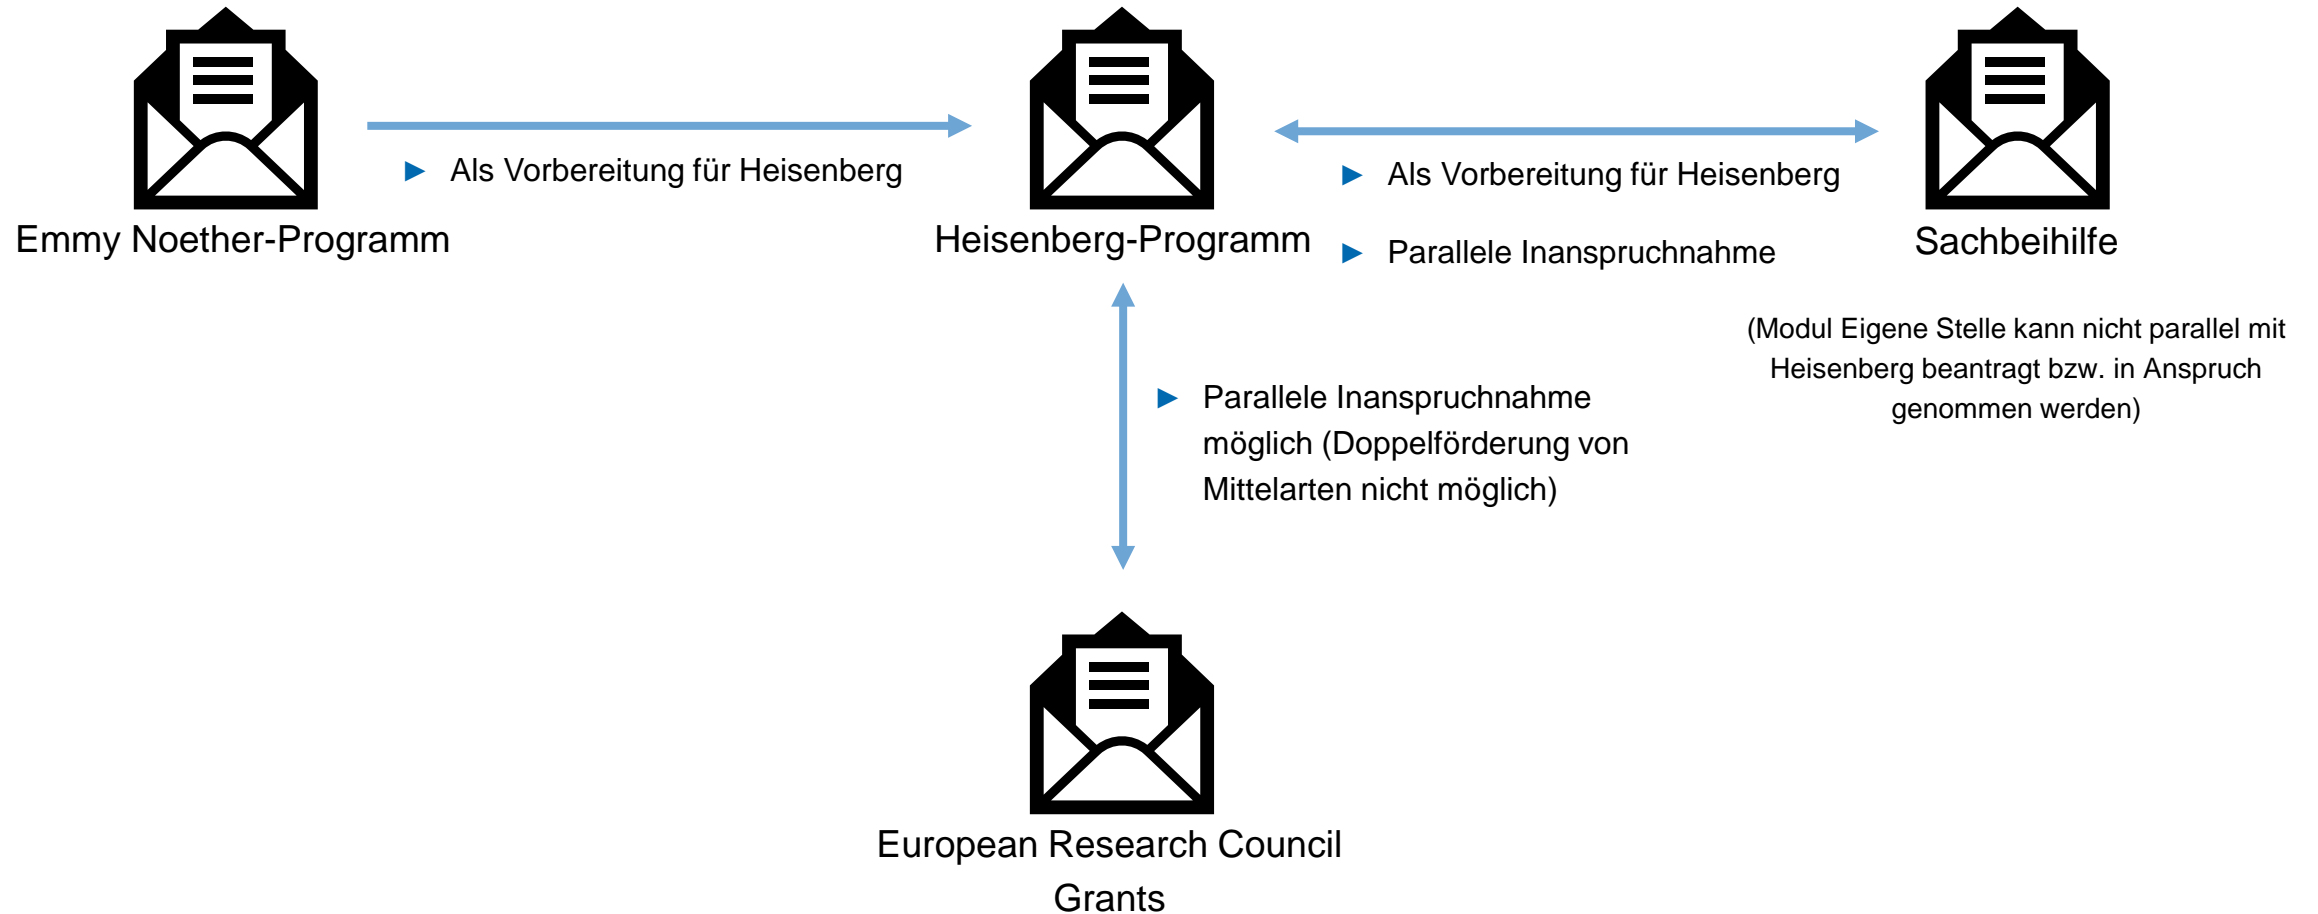 Als Vorbereitung für Heisenberg
Emmy Noether-Programm
Heisenberg-Programm
Als Vorbereitung für Heisenberg
Parallele Inanspruchnahme
Sachbeihilfe
(Modul Eigene Stelle kann nicht parallel mit
Heisenberg beantragt bzw. in Anspruch
genommen werden)
Parallele Inanspruchnahme
möglich (Doppelförderung von
Mittelarten nicht möglich)
European Research Council
Grants